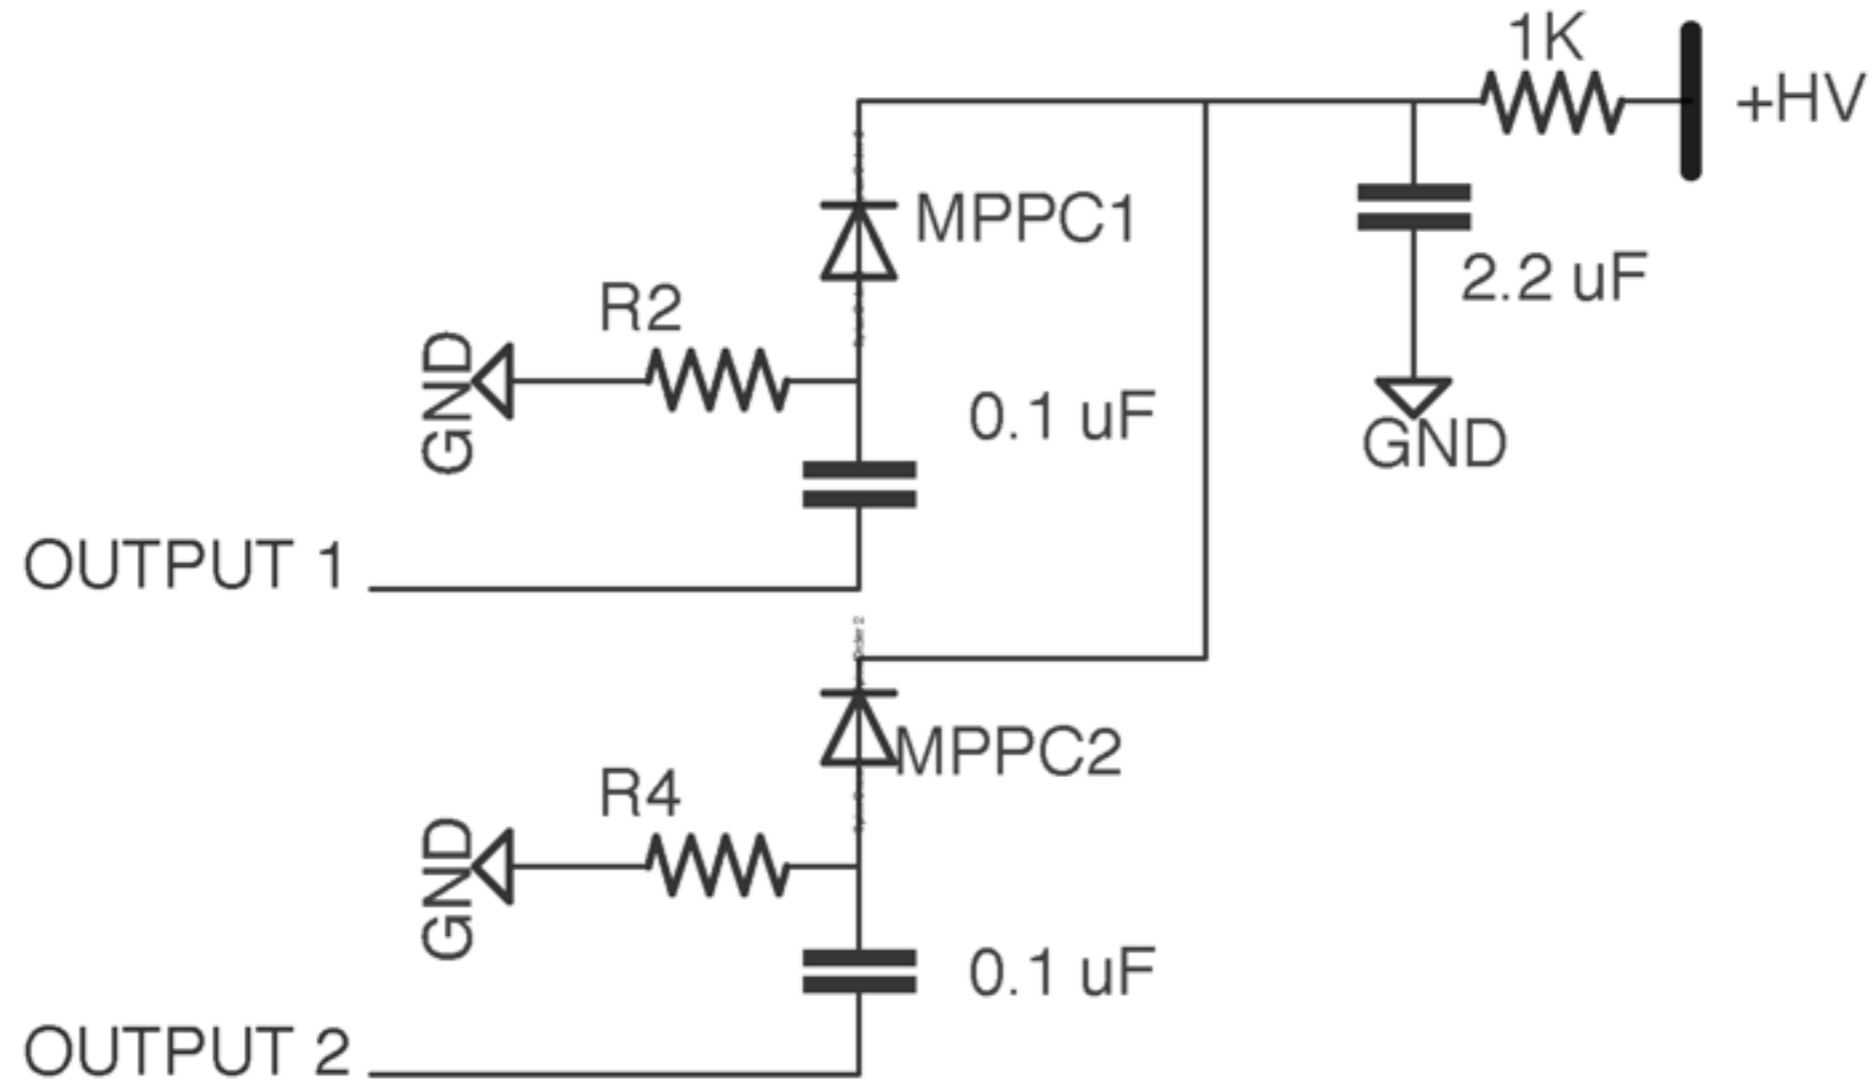 1K
+HV
MPPC1
2.2 uF
R2
GND
0.1 uF
GND
OUTPUT 1
MPPC2
R4
GND
0.1 uF
OUTPUT 2